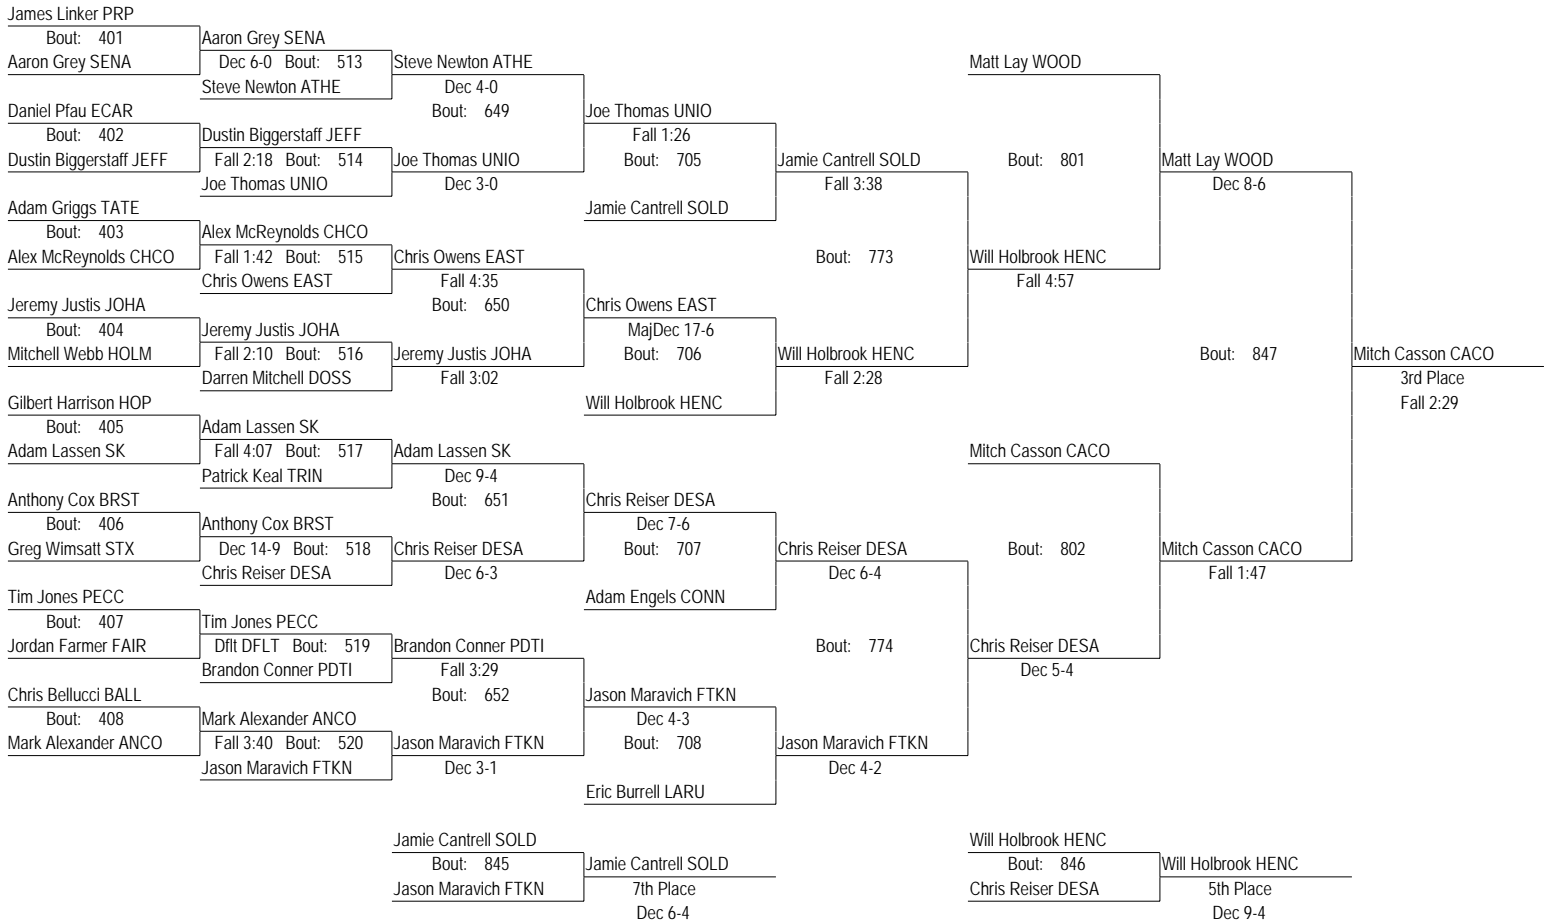 James Linker PRP
Bout: 401
Aaron Grey SENA
Daniel Pfau ECAR
Bout: 402
Dustin Biggerstaff JEFF
Adam Griggs TATE
Bout: 403
Alex McReynolds CHCO
Jeremy Justis JOHA
Bout: 404
Mitchell Webb HOLM
Gilbert Harrison HOP
Bout: 405
Adam Lassen SK
Anthony Cox BRST
Bout: 406
Greg Wimsatt STX
Tim Jones PECC
Bout: 407
Jordan Farmer FAIR
Chris Bellucci BALL
Bout: 408
Mark Alexander ANCO
Aaron Grey SENA
Dec 6-0 Bout: 513
Steve Newton ATHE
Dustin Biggerstaff JEFF
Fall 2:18 Bout: 514
Joe Thomas UNIO
Alex McReynolds CHCO
Fall 1:42 Bout: 515
Chris Owens EAST
Jeremy Justis JOHA
Fall 2:10 Bout: 516
Darren Mitchell DOSS
Adam Lassen SK
Fall 4:07 Bout: 517
Patrick Keal TRIN
Anthony Cox BRST
Dec 14-9 Bout: 518
Chris Reiser DESA
Tim Jones PECC
Dflt DFLT Bout: 519
Brandon Conner PDTI
Mark Alexander ANCO
Fall 3:40 Bout: 520
Jason Maravich FTKN
Steve Newton ATHE
Dec 4-0
Bout: 649
Joe Thomas UNIO
Dec 3-0
Chris Owens EAST
Fall 4:35
Bout: 650
Jeremy Justis JOHA
Fall 3:02
Adam Lassen SK
Dec 9-4
Bout: 651
Chris Reiser DESA
Dec 6-3
Brandon Conner PDTI
Fall 3:29
Bout: 652
Jason Maravich FTKN
Dec 3-1
Joe Thomas UNIO
Fall 1:26
Bout: 705
Jamie Cantrell SOLD
Chris Owens EAST
MajDec 17-6
Bout: 706
Will Holbrook HENC
Chris Reiser DESA
Dec 7-6
Bout: 707
Adam Engels CONN
Jason Maravich FTKN
Dec 4-3
Bout: 708
Eric Burrell LARU
Jamie Cantrell SOLD
Fall 3:38
Bout: 773
Will Holbrook HENC
Fall 2:28
Chris Reiser DESA
Dec 6-4
Bout: 774
Jason Maravich FTKN
Dec 4-2
Matt Lay WOOD
Bout: 801
Will Holbrook HENC
Fall 4:57
Mitch Casson CACO
Bout: 802
Chris Reiser DESA
Dec 5-4
Matt Lay WOOD
Dec 8-6
Bout: 847
Mitch Casson CACO
Fall 1:47
Mitch Casson CACO
3rd Place
Fall 2:29
Jamie Cantrell SOLD
Bout: 845
Jason Maravich FTKN
Jamie Cantrell SOLD
7th Place
Dec 6-4
Will Holbrook HENC
Bout: 846
Chris Reiser DESA
Will Holbrook HENC
5th Place
Dec 9-4